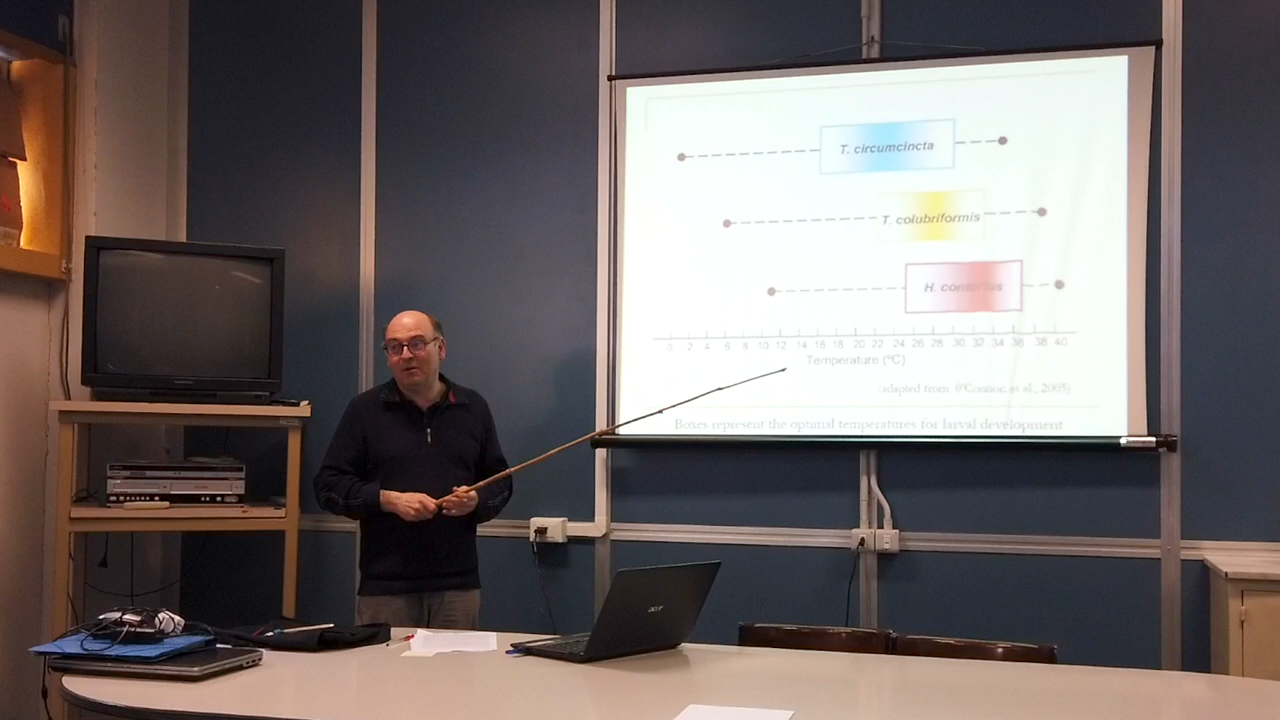 T. circumcincta
T. colubriformis
H. contortus
0 2 4 6 8 10 12 14 16 18 20 22 24 26 28 30 32 34 36 38 40
Temperature (ºC)
(adapted from O'Connor, et al., 2005)
Boxes represent the optimal temperatures for larval development
acer